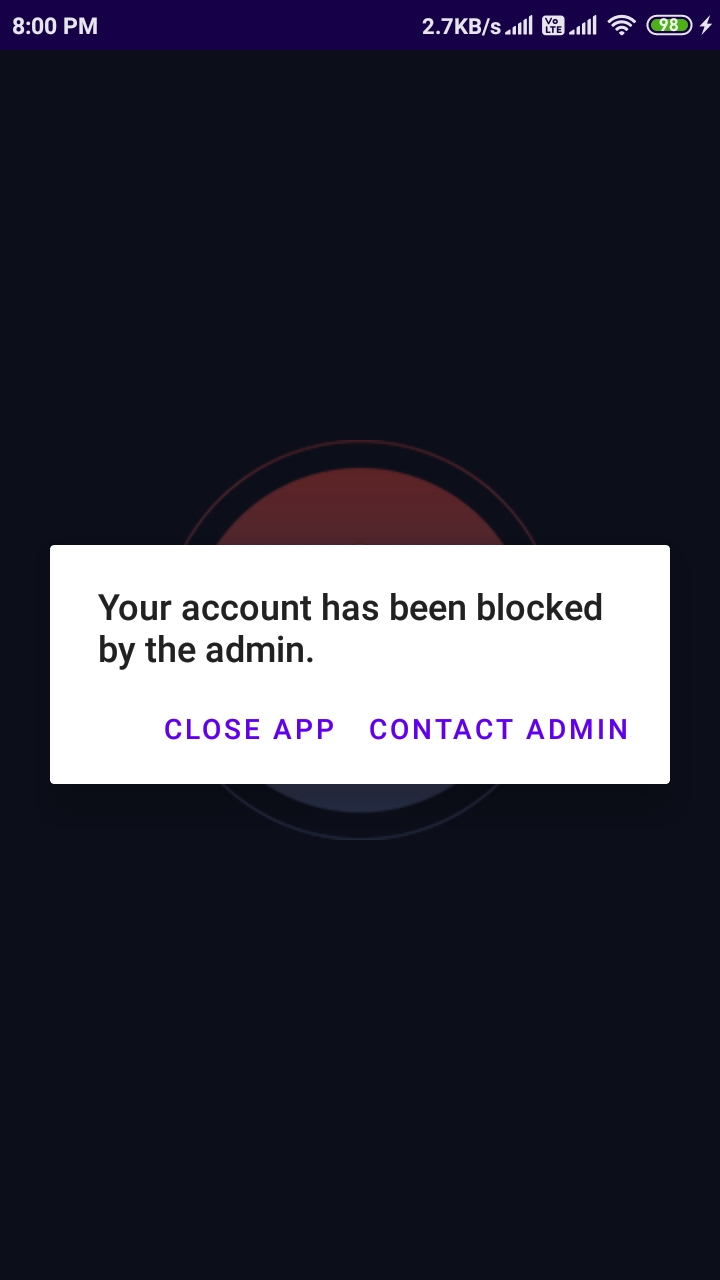 8:00 PM 2.7KB/s Vo LTE 98
Your account has been blocked
by the admin.
CLOSE APP CONTACT ADMIN